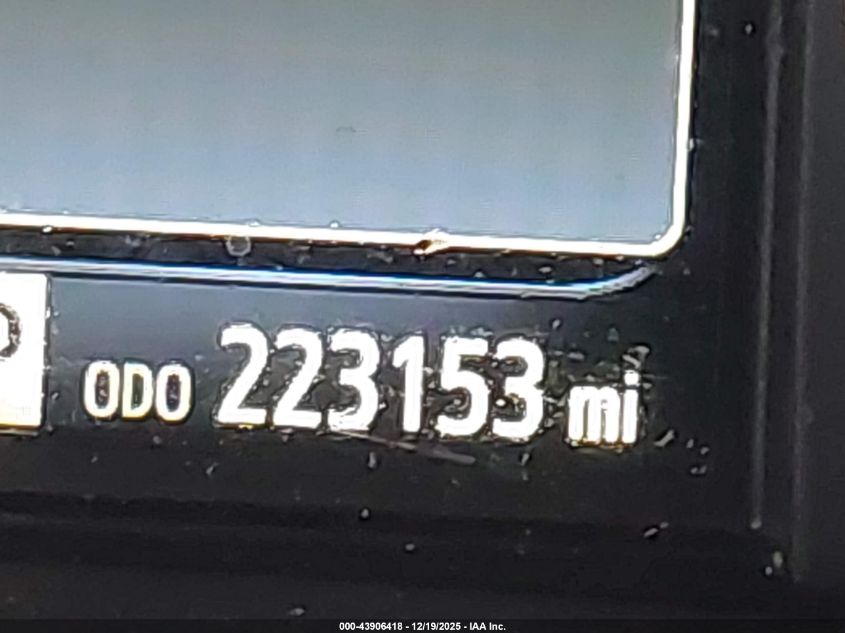 ODO 223153 mi
000-43906418 - 12/19/2025 - IAA Inc.